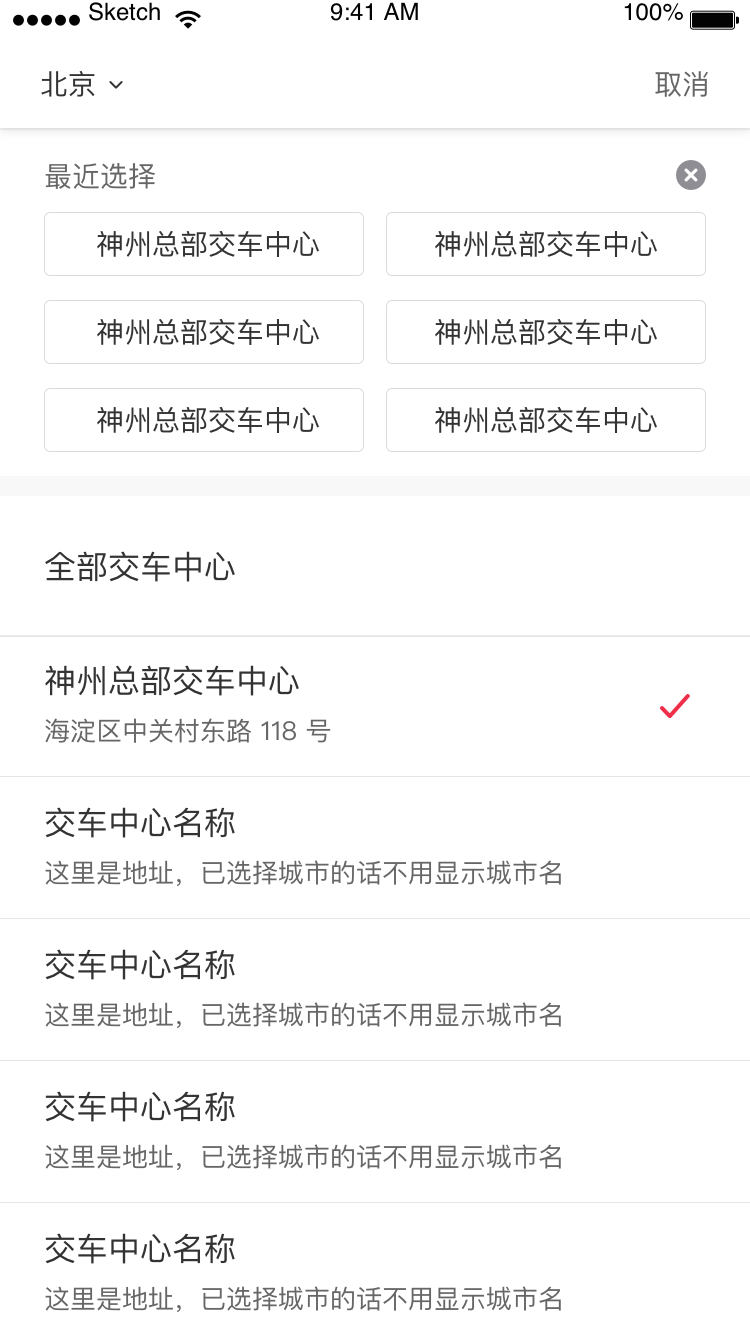 Sketch 9:41 AM 100%
北京 取消
最近选择
神州总部交车中心 神州总部交车中心
神州总部交车中心 神州总部交车中心
神州总部交车中心 神州总部交车中心
全部交车中心
神州总部交车中心
海淀区中关村东路 118 号
交车中心名称
这里是地址，已选择城市的话不用显示城市名
交车中心名称
这里是地址，已选择城市的话不用显示城市名
交车中心名称
这里是地址，已选择城市的话不用显示城市名
交车中心名称
这里是地址，已选择城市的话不用显示城市名